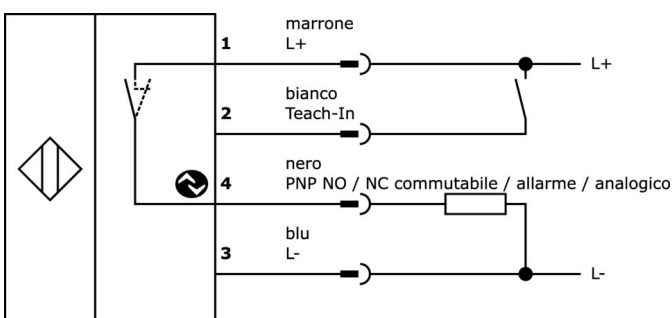 marrone
1 L+
L+
bianco
2 Teach-In
nero
4 PNP NO / NC commutabile / allarme / analogico
blu
3 L-
L-